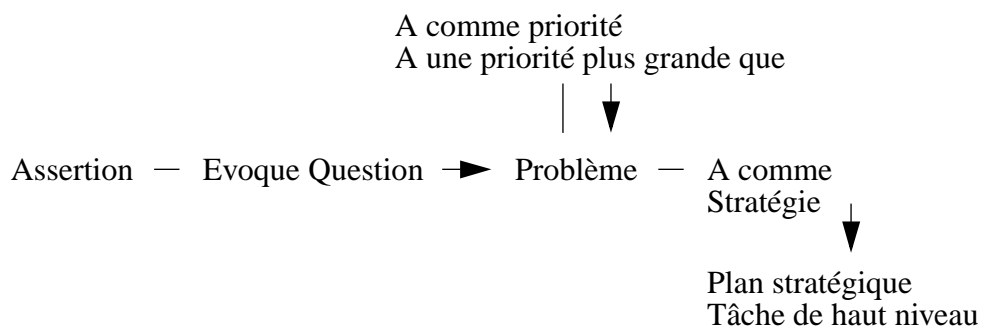 A comme priorité
A une priorité plus grande que
Assertion — Evoque Question Problème — A comme
Stratégie
Plan stratégique
Tâche de haut niveau